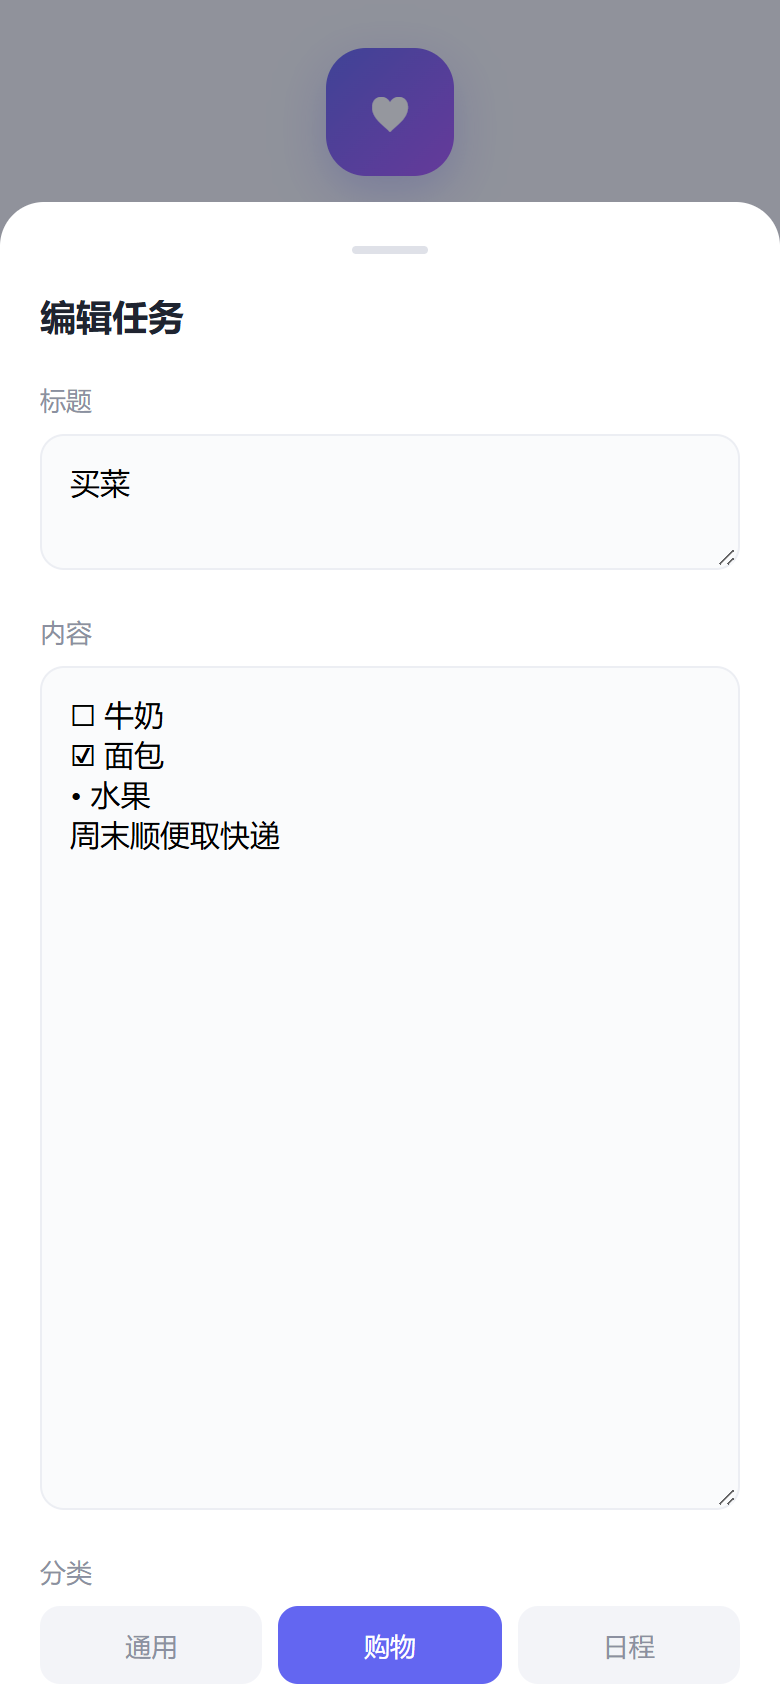 编辑任务
标题
买菜
内容
☐ 牛奶
☑ 面包
• 水果
周末顺便取快递
分类
通用
购物
日程